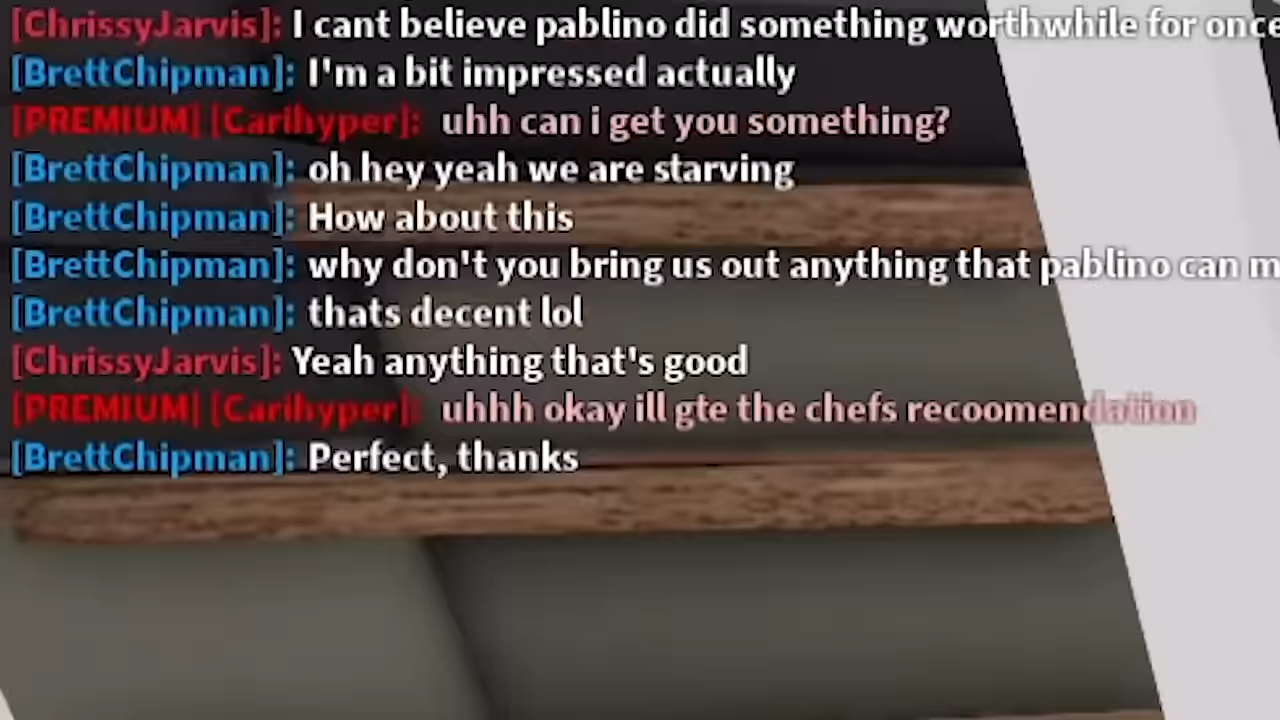 [ChrissyJarvis]: I cant believe pablino did something worthwhile for once
[BrettChipman]: I'm a bit impressed actually
[PREMIUM] [Carihyper]: uhh can i get you something?
[BrettChipman]: oh hey yeah we are starving
[BrettChipman]: How about this
[BrettChipman]: why don't you bring us out anything that pablino can
[BrettChipman]: thats decent lol
[ChrissyJarvis]: Yeah anything that's good
[PREMIUM] [Carihyper]: uhhh okay ill gte the chefs recoomendation
[BrettChipman]: Perfect, thanks